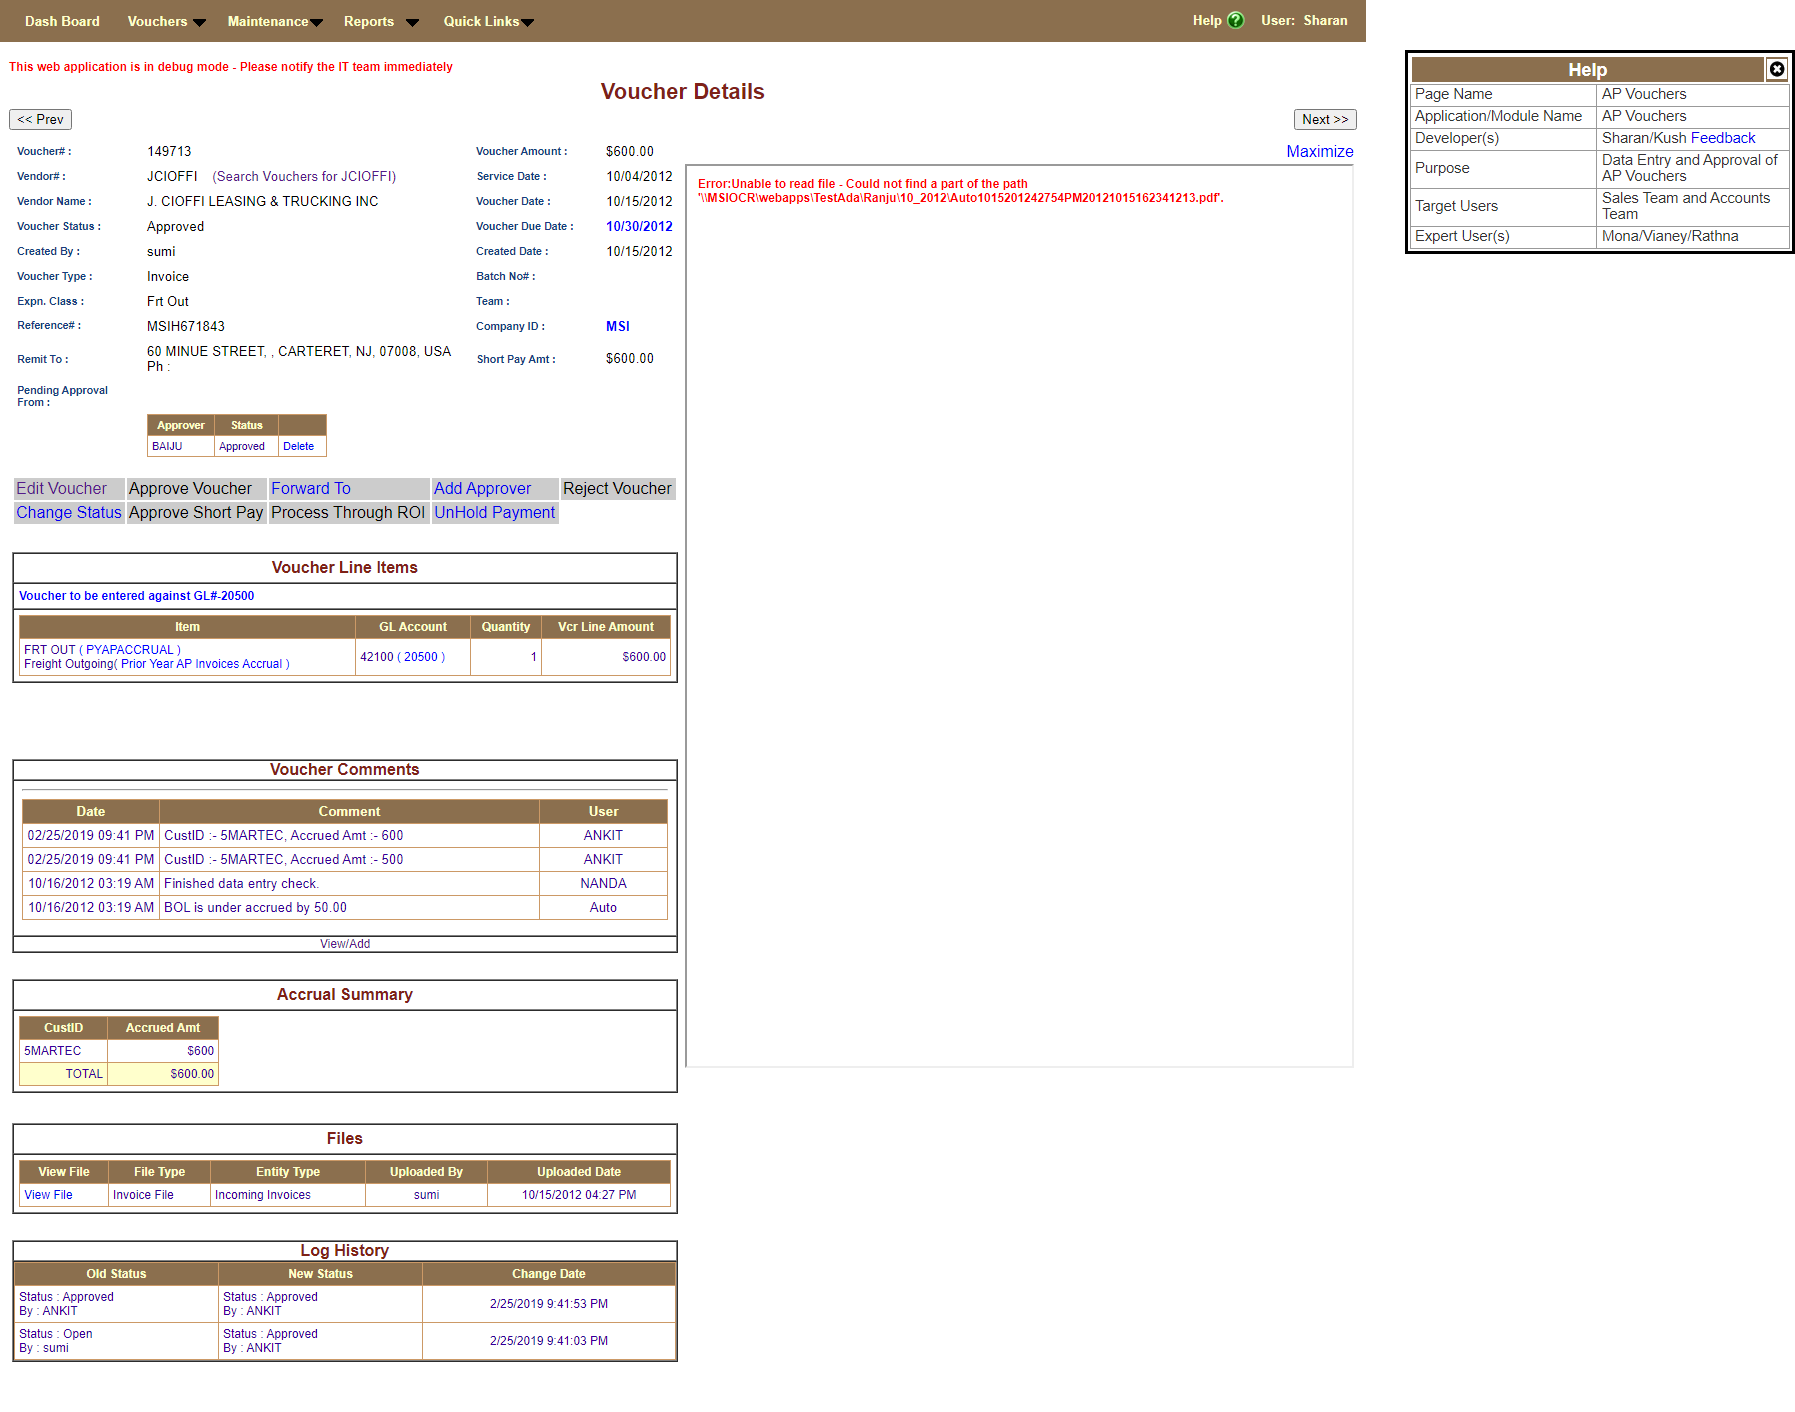 Dash Board Vouchers Maintenance Reports Quick Links Help User: Sharan
This web application is in debug mode - Please notify the IT team immediately
Voucher Details
<< Prev Next >>
Maximize
Voucher# : 149713 Voucher Amount : $600.00
Vendor# : JCIOFFI (Search Vouchers for JCIOFFI) Service Date : 10/04/2012
Vendor Name : J. CIOFFI LEASING & TRUCKING INC Voucher Date : 10/15/2012
Voucher Status : Approved Voucher Due Date : 10/30/2012
Created By : sumi Created Date : 10/15/2012
Voucher Type : Invoice Batch No# :
Expn. Class : Frt Out Team :
Reference# : MSIH671843 Company ID : MSI
Remit To : 60 MINUE STREET, , CARTERET, NJ, 07008, USA
Ph :
Short Pay Amt : $600.00
Pending Approval
From :
Approver Status
BAIJU Approved Delete
Edit Voucher Approve Voucher Forward To Add Approver Reject Voucher
Change Status Approve Short Pay Process Through ROI UnHold Payment
Voucher Line Items
Voucher to be entered against GL#-20500
Item GL Account Quantity Vcr Line Amount
FRT OUT ( PYAPACCRUAL )
Freight Outgoing( Prior Year AP Invoices Accrual )
42100 ( 20500 ) 1 $600.00
Voucher Comments
Date Comment User
02/25/2019 09:41 PM CustID :- 5MARTEC, Accrued Amt :- 600 ANKIT
02/25/2019 09:41 PM CustID :- 5MARTEC, Accrued Amt :- 500 ANKIT
10/16/2012 03:19 AM Finished data entry check. NANDA
10/16/2012 03:19 AM BOL is under accrued by 50.00 Auto
View/Add
Accrual Summary
CustID Accrued Amt
5MARTEC $600
TOTAL $600.00
Files
View File File Type Entity Type Uploaded By Uploaded Date
View File Invoice File Incoming Invoices sumi 10/15/2012 04:27 PM
Log History
Old Status New Status Change Date
Status : Approved Status : Approved 2/25/2019 9:41:53 PM
By : ANKIT By : ANKIT
Status : Open Status : Approved 2/25/2019 9:41:03 PM
By : sumi By : ANKIT
Error:Unable to read file - Could not find a part of the path
'\\MSIOCR\webapps\TestAda\Ranju\10_2012\Auto1015201242754PM20121015162341213.pdf'.
Help
Page Name AP Vouchers
Application/Module Name AP Vouchers
Developer(s) Sharan/Kush Feedback
Purpose Data Entry and Approval of
AP Vouchers
Target Users Sales Team and Accounts
Team
Expert User(s) Mona/Vianey/Rathna